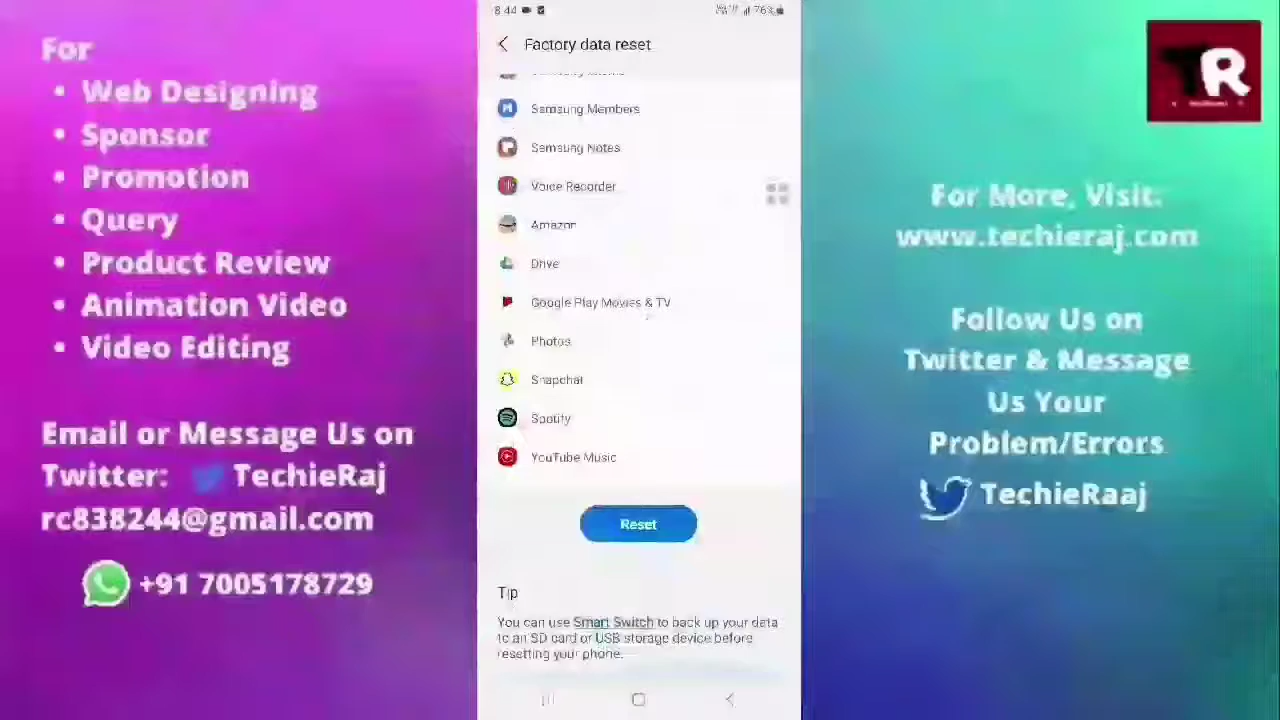 For
• Web Designing
• Sponsor
• Promotion
• Query
• Product Review
• Animation Video
• Video Editing
Email or Message Us on
Twitter: TechieRaj
rc838244@gmail.com
+91 7005178729
8:44
76%
Factory data reset
Samsung Members
Samsung Notes
Voice Recorder
Amazon
Drive
Google Play Movies & TV
Photos
Snapchat
Spotify
YouTube Music
Reset
Tip
You can use Smart Switch to back up your data
to an SD card or USB storage device before
resetting your phone.
TR
For More, Visit:
www.techieraj.com
Follow Us on
Twitter & Message
Us Your
Problem/Errors
TechieRaaj